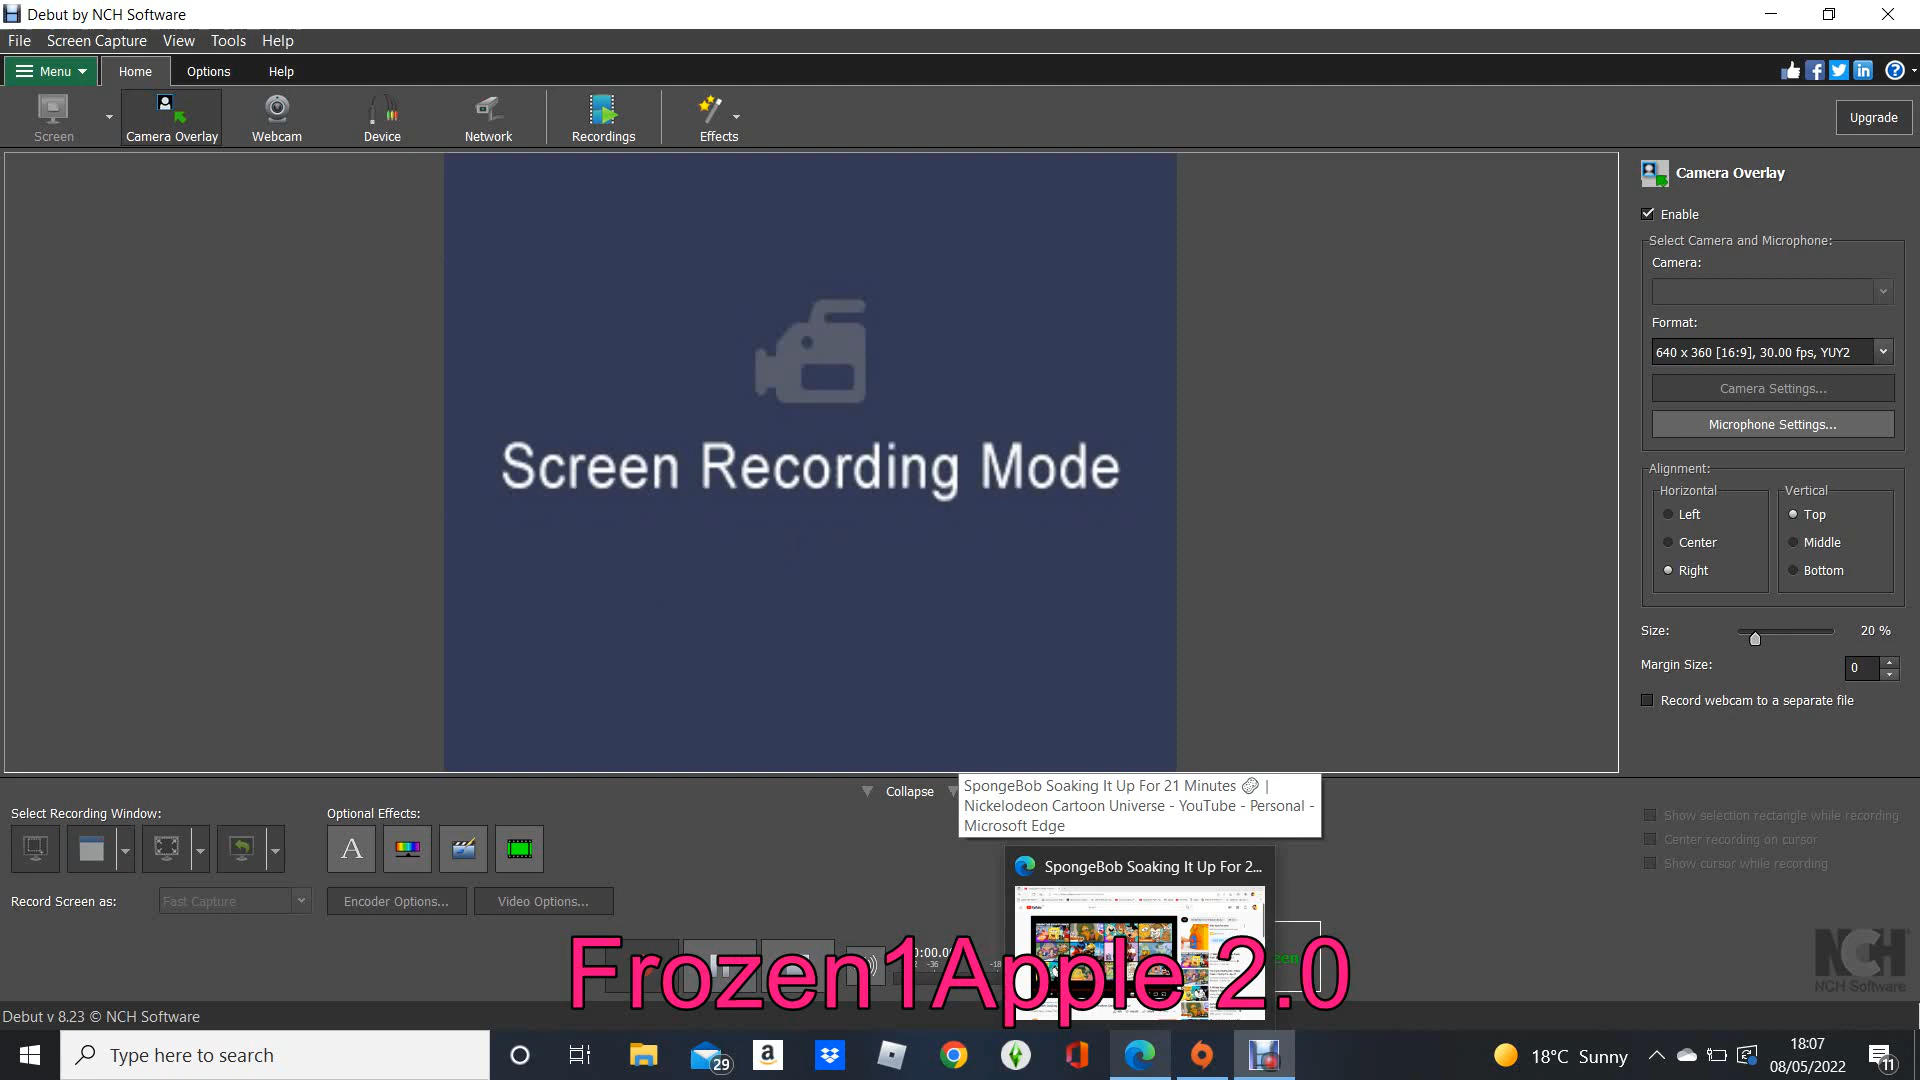 Debut by NCH Software
File Screen Capture View Tools Help
Menu Home Options Help
Screen Camera Overlay Webcam Device Network Recordings Effects
Upgrade
Screen Recording Mode
Camera Overlay
Enable
Select Camera and Microphone:
Camera:
Format:
640 x 360 [16:9], 30.00 fps, YUY2
Camera Settings...
Microphone Settings...
Alignment:
Horizontal Vertical
Left Top
Center Middle
Right Bottom
Size: 20 %
Margin Size: 0
Record webcam to a separate file
Collapse
SpongeBob Soaking It Up For 21 Minutes 🧽 |
Nickelodeon Cartoon Universe - YouTube - Personal -
Microsoft Edge
Select Recording Window: Optional Effects:
A
Show selection rectangle while recording
Center recording on cursor
Show cursor while recording
SpongeBob Soaking It Up For 2...
Record Screen as: Fast Capture Encoder Options... Video Options...
-36
Frozen1Apple 2.0
NCH
NCH Software
Debut v 8.23 © NCH Software
Type here to search
29
18°C Sunny
18:07
08/05/2022
11